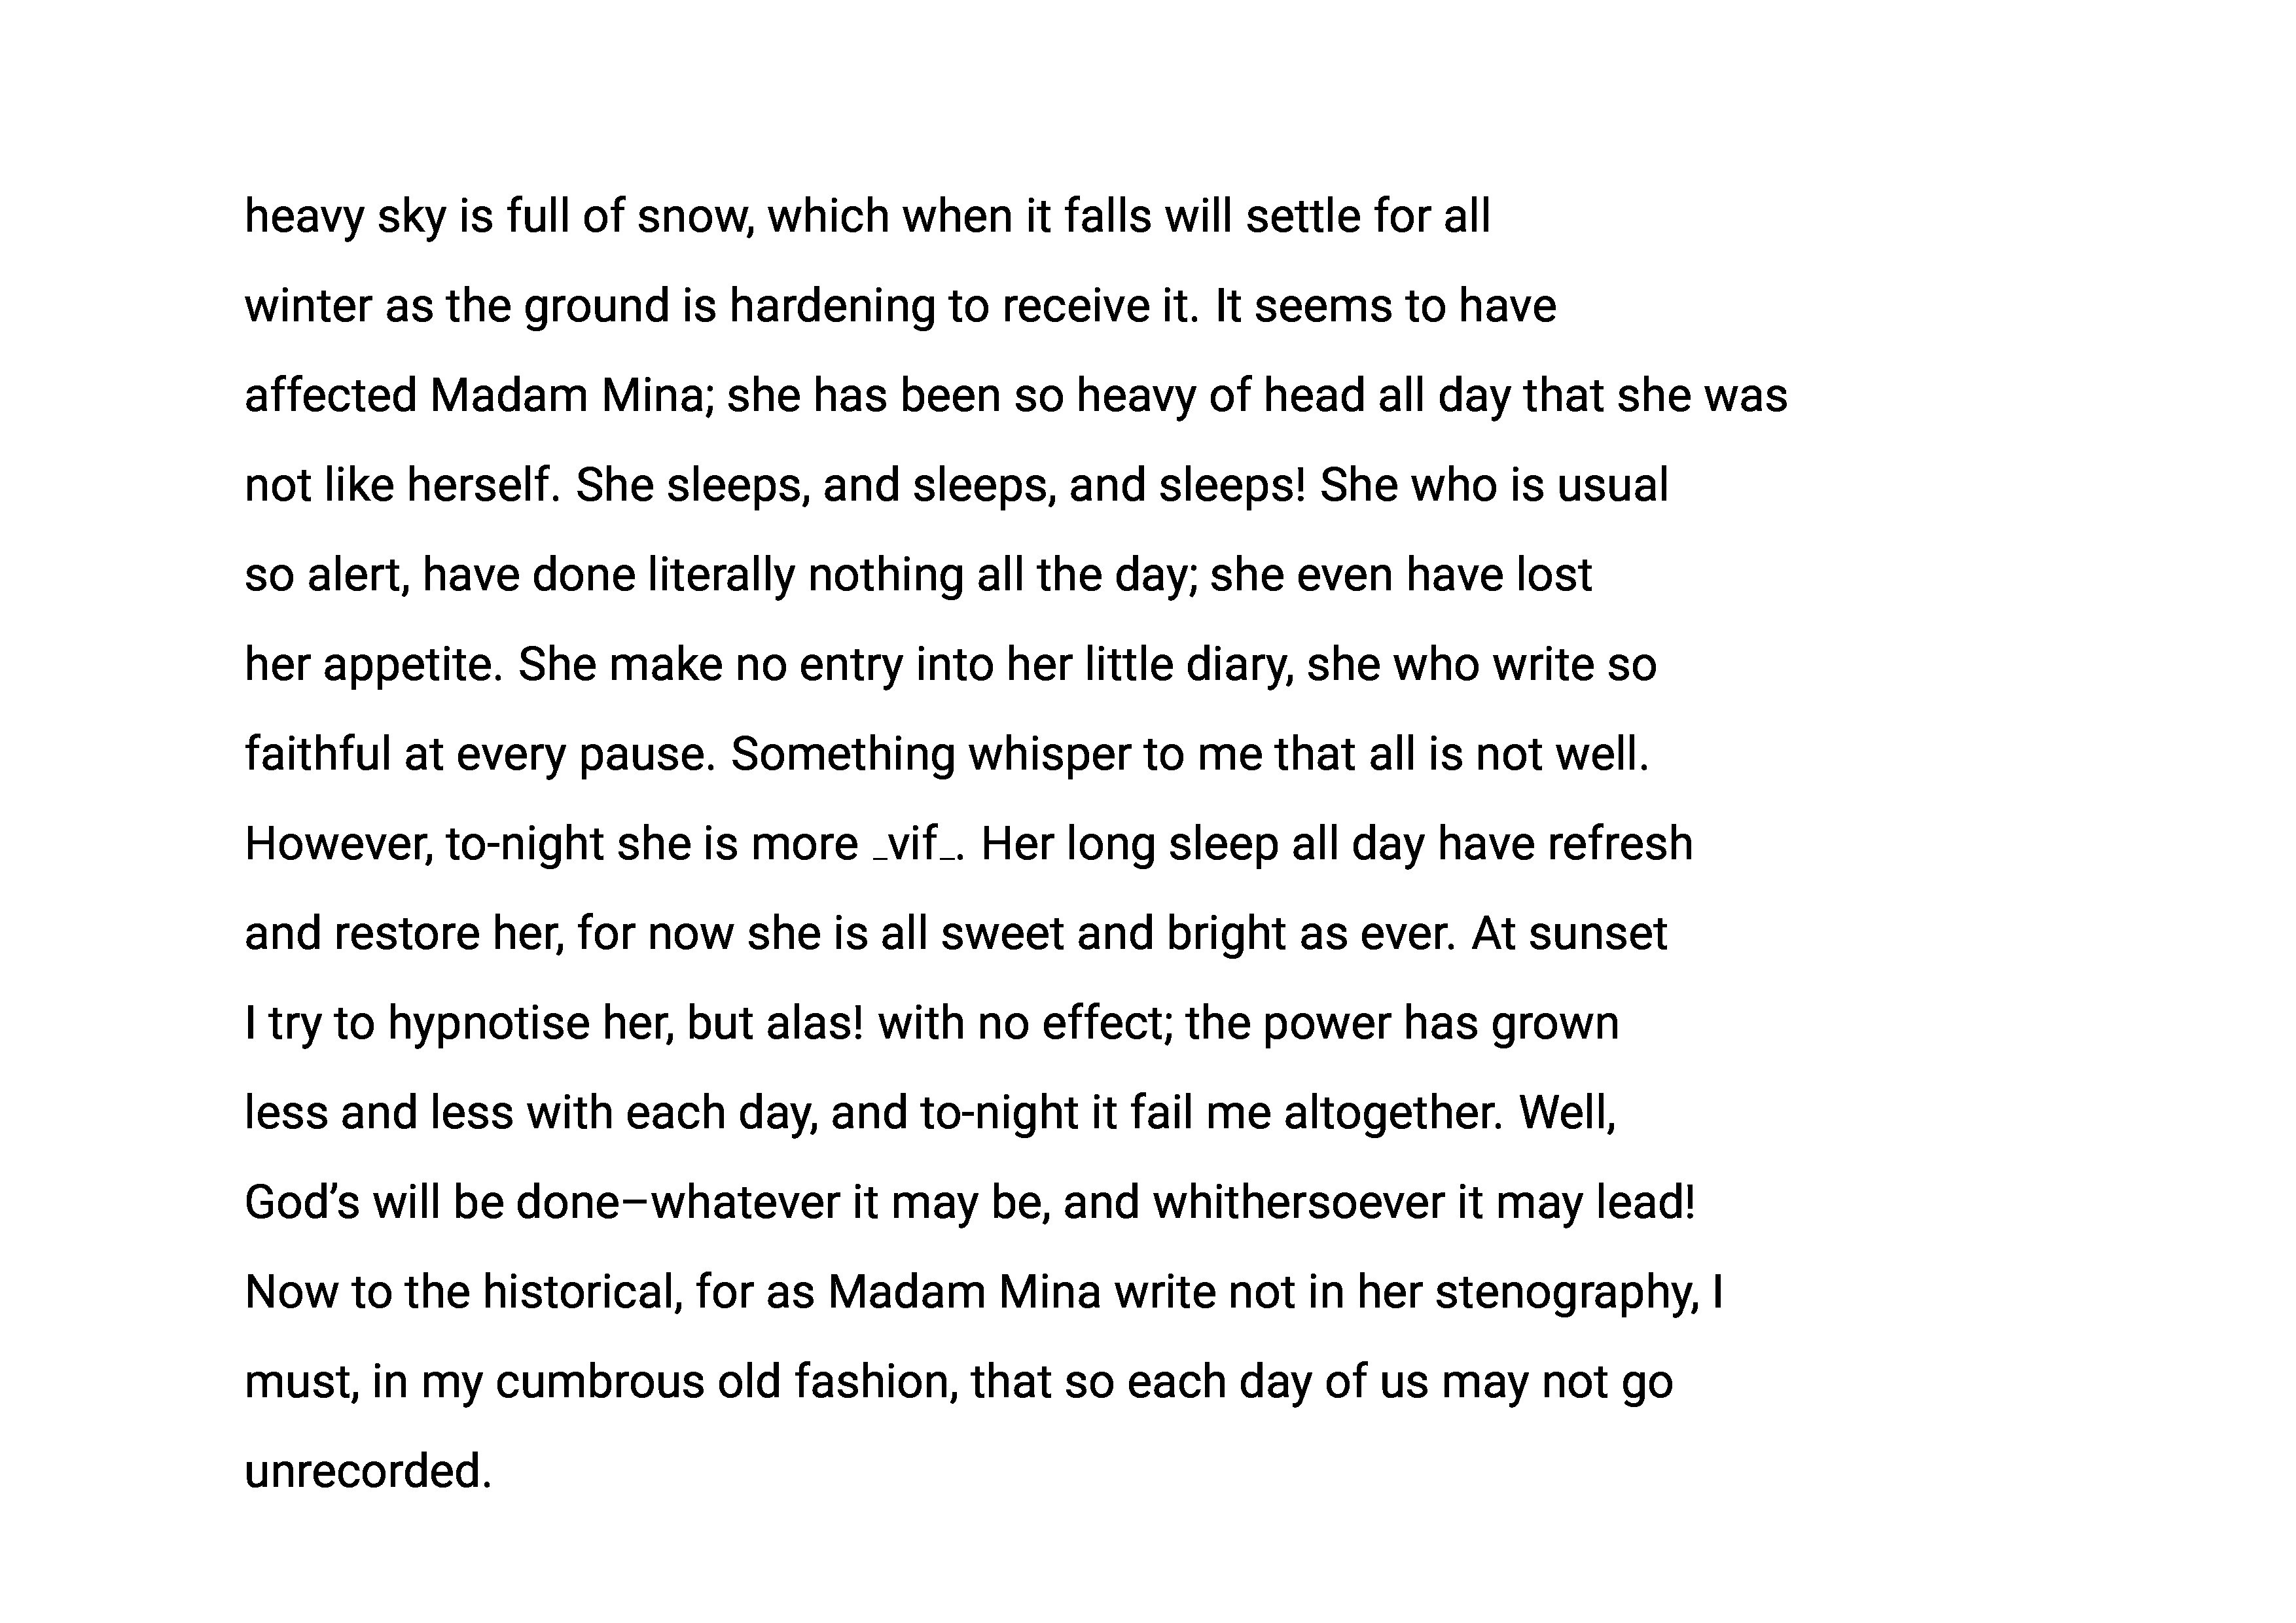 heavy sky is full of snow, which when it falls will settle for all
winter as the ground is hardening to receive it. It seems to have
affected Madam Mina; she has been so heavy of head all day that she was
not like herself. She sleeps, and sleeps, and sleeps! She who is usual
so alert, have done literally nothing all the day; she even have lost
her appetite. She make no entry into her little diary, she who write so
faithful at every pause. Something whisper to me that all is not well.
However, to-night she is more _vif_. Her long sleep all day have refresh
and restore her, for now she is all sweet and bright as ever. At sunset
I try to hypnotise her, but alas! with no effect; the power has grown
less and less with each day, and to-night it fail me altogether. Well,
God’s will be done–whatever it may be, and whithersoever it may lead!
Now to the historical, for as Madam Mina write not in her stenography, I
must, in my cumbrous old fashion, that so each day of us may not go
unrecorded.